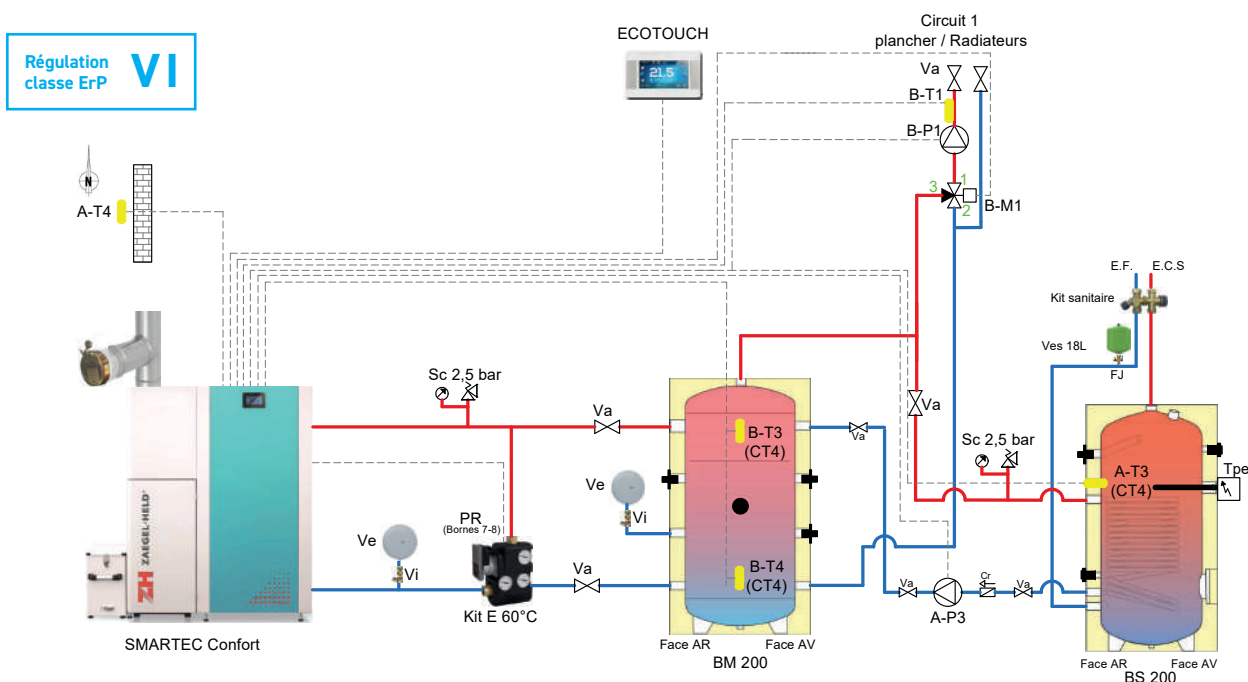 Régulation
classe ErP
VI
ECOTOUCH
21.5
Circuit 1
plancher / Radiateurs
Va
B-T1
B-P1
3
1
2
B-M1
N
A-T4
E.F.
E.C.S
Kit sanitaire
Ves 18L
FJ
Sc 2,5 bar
Va
Va
Va
Sc 2,5 bar
B-T3
(CT4)
A-T3
(CT4)
Tpe
Ve
Vi
Ve
Vi
PR
(Bornes 7-8)
Va
B-T4
(CT4)
Va
Cr
Va
A-P3
Kit E 60°C
ZH ZAEGEL-HELD
SMARTEC Confort
Face AR
Face AV
BM 200
Face AR
Face AV
BS 200